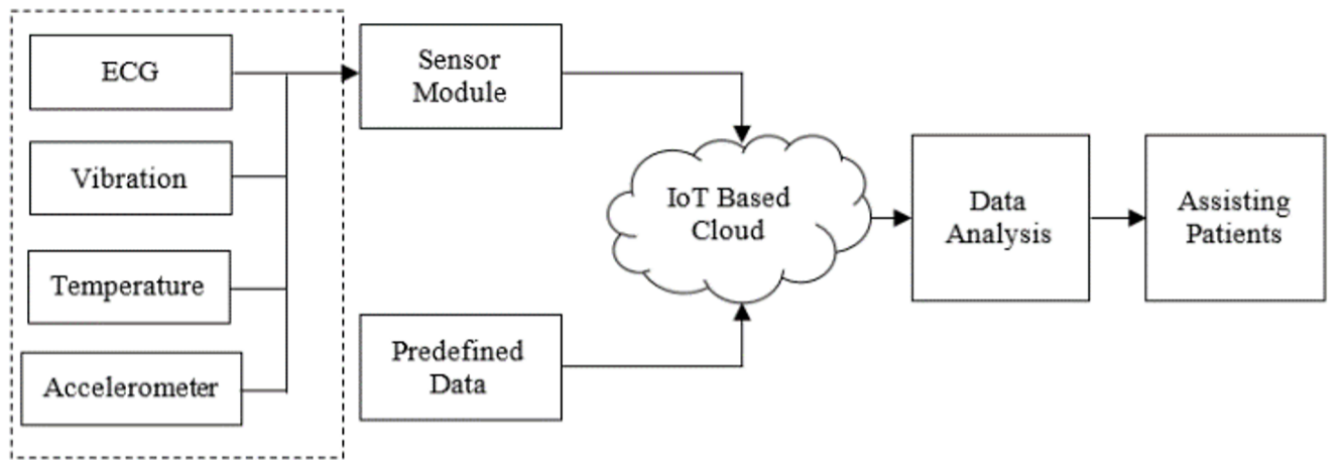 ECG
Vibration
Temperature
Accelerometer
Sensor
Module
Predefined
Data
IoT Based
Cloud
Data
Analysis
Assisting
Patients